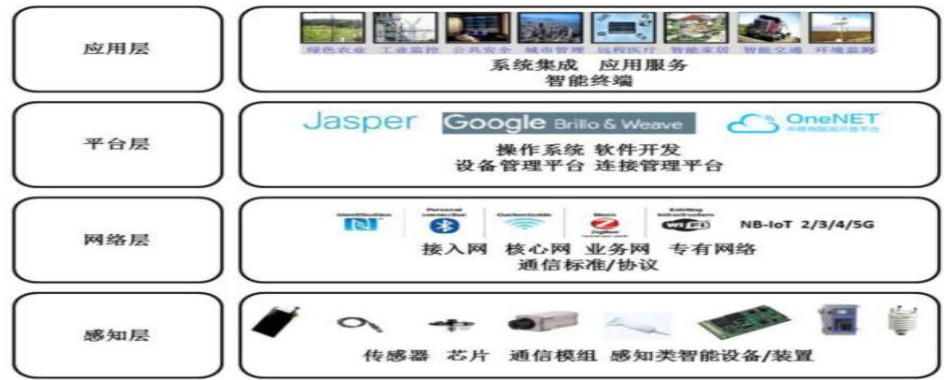 应用层
绿色农业 工业监控 公共安全 城市管理 远程医疗 智能家居 智能交通 环境监测
系统集成 应用服务
智能终端
平台层
Jasper Google Brillo & Weave OneNET
操作系统 软件开发
设备管理平台 连接管理平台
网络层
NB-IoT 2/3/4/5G
接入网 核心网 业务网 专有网络
通信标准/协议
感知层
传感器 芯片 通信模组 感知类智能设备/装置